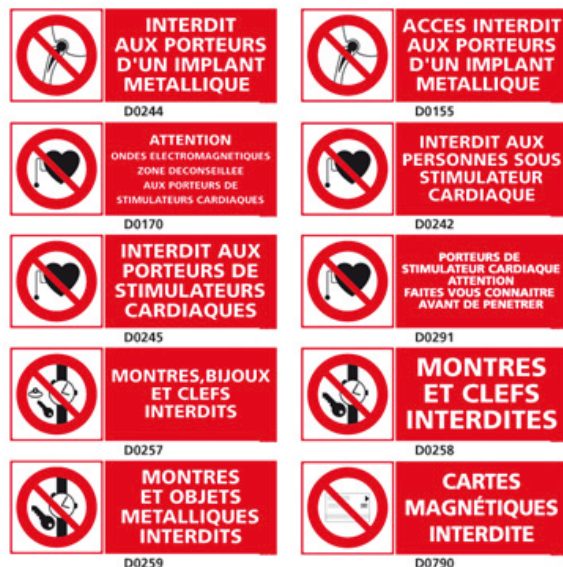 INTERDIT
AUX PORTEURS
D'UN IMPLANT
METALLIQUE
D0244
ACCES INTERDIT
AUX PORTEURS
D'UN IMPLANT
METALLIQUE
D0155
ATTENTION
ONDES ELECTROMAGNETIQUES
ZONE DECONSEILLEE
AUX PORTEURS DE
STIMULATEURS CARDIAQUES
D0170
INTERDIT AUX
PERSONNES SOUS
STIMULATEUR
CARDIAQUE
D0242
INTERDIT AUX
PORTEURS DE
STIMULATEURS
CARDIAQUES
D0245
PORTEURS DE
STIMULATEUR CARDIAQUE
ATTENTION
FAITES VOUS CONNAITRE
AVANT DE PENETRER
D0291
MONTRES,BIJOUX
ET CLEFS
INTERDITS
D0257
MONTRES
ET CLEFS
INTERDITES
D0258
MONTRES
ET OBJETS
METALLIQUES
INTERDITS
D0259
CARTES
MAGNÉTIQUES
INTERDITE
D0790